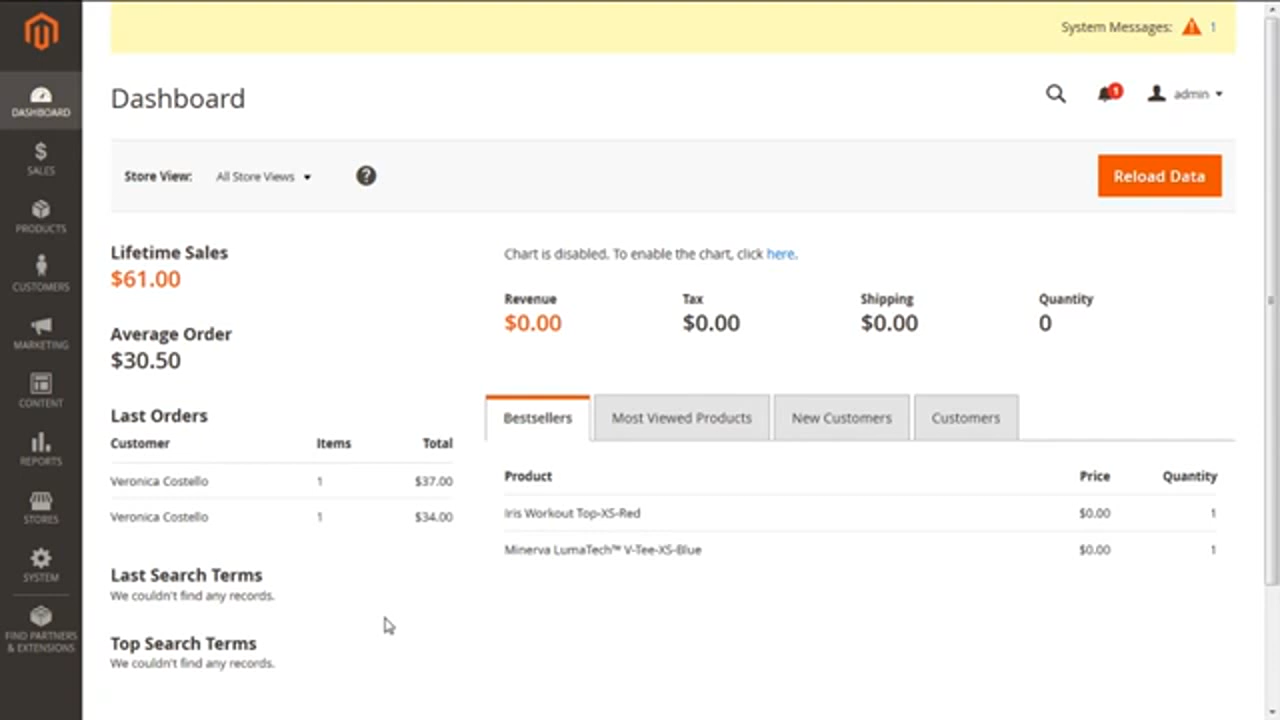 System Messages: 1
Dashboard
1
admin
DASHBOARD
SALES
PRODUCTS
CUSTOMERS
MARKETING
CONTENT
REPORTS
STORES
SYSTEM
FIND PARTNERS
& EXTENSIONS
Store View: All Store Views ?
Reload Data
Lifetime Sales
$61.00
Average Order
$30.50
Last Orders
Customer Items Total
Veronica Costello 1 $37.00
Veronica Costello 1 $34.00
Last Search Terms
We couldn't find any records.
Top Search Terms
We couldn't find any records.
Chart is disabled. To enable the chart, click here.
Revenue Tax Shipping Quantity
$0.00 $0.00 $0.00 0
Bestsellers Most Viewed Products New Customers Customers
Product Price Quantity
Iris Workout Top-XS-Red $0.00 1
Minerva LumaTech™ V-Tee-XS-Blue $0.00 1